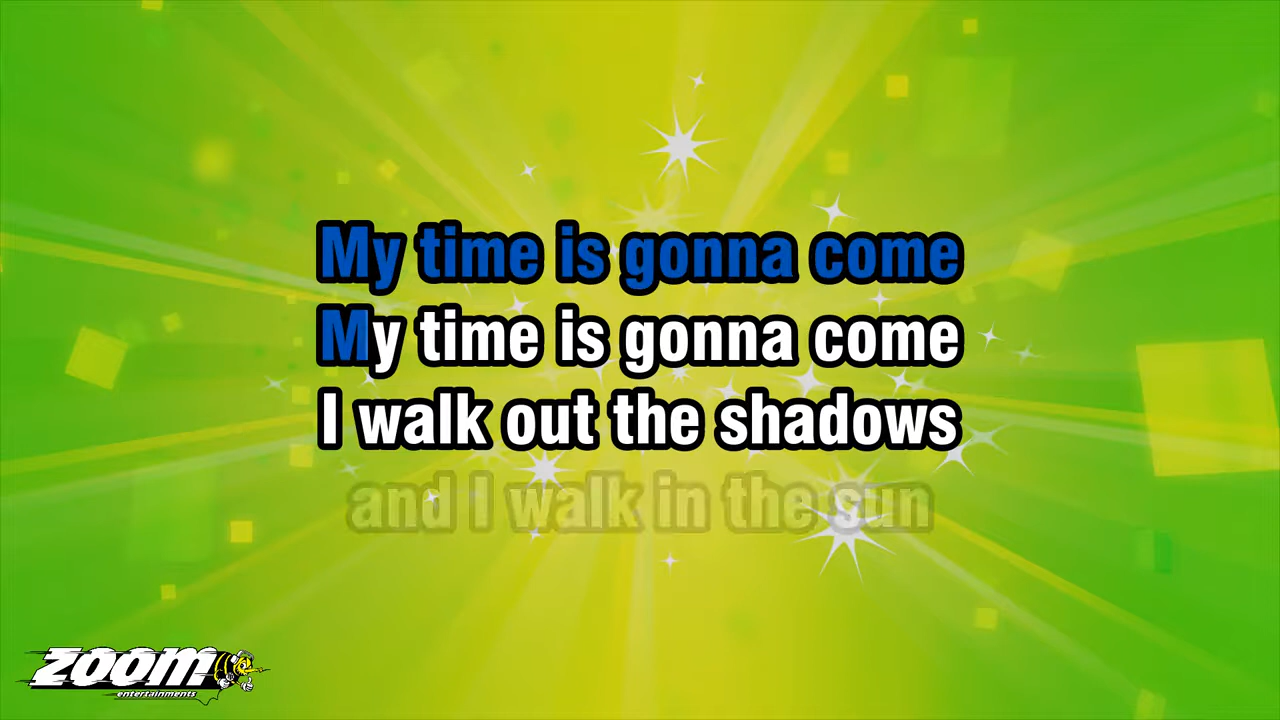 My time is gonna come
My time is gonna come
I walk out the shadows
and I walk in the sun
ZOOM
entertainments